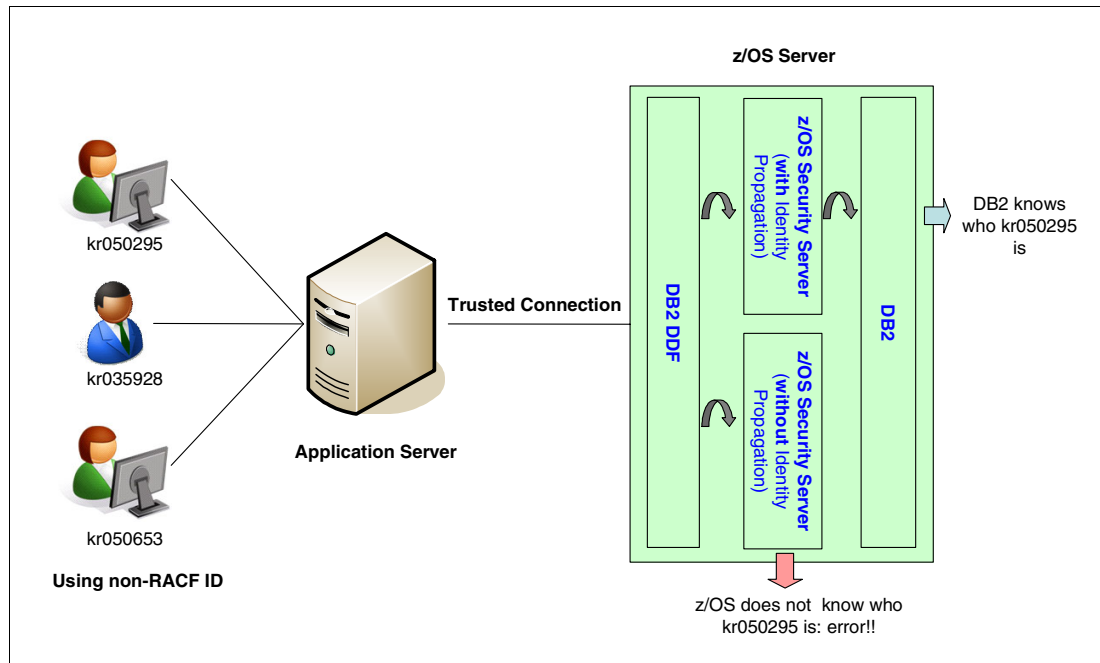 z/OS Server
kr050295
kr035928
kr050653
Using non-RACF ID
Application Server
Trusted Connection
DB2 DDF
z/OS Security Server
(with Identity
Propagation)
z/OS Security Server
(without Identity
Propagation)
DB2
DB2 knows
who kr050295
is
z/OS does not know who
kr050295 is: error!!